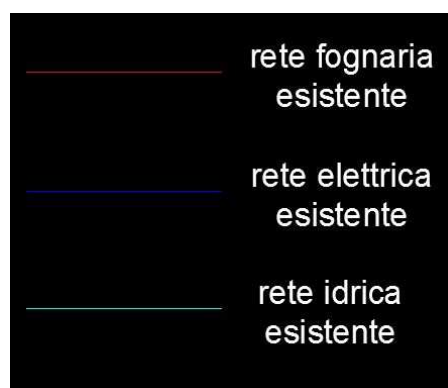 rete fognaria
esistente
rete elettrica
esistente
rete idrica
esistente